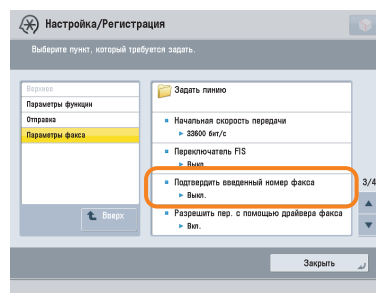 Настройка/Регистрация
Выберите пункт, который требуется задать.
Верхнее
Параметры функции
Отправка
Параметры факса
Вверх
Задать линию
Начальная скорость передачи
33600 бит/с
Переключатель FIS
Выкл.
Подтвердить введенный номер факса
Выкл.
Разрешить пер. с помощью драйвера факса
Вкл.
3/4
Закрыть